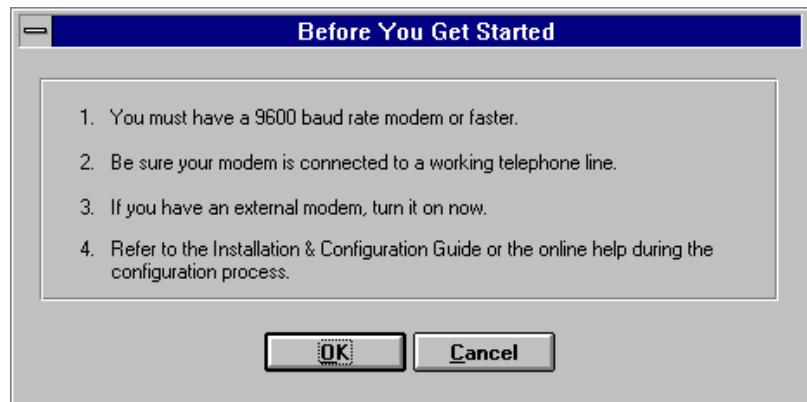 Before You Get Started
1. You must have a 9600 baud rate modem or faster.
2. Be sure your modem is connected to a working telephone line.
3. If you have an external modem, turn it on now.
4. Refer to the Installation & Configuration Guide or the online help during the
configuration process.
OK
Cancel